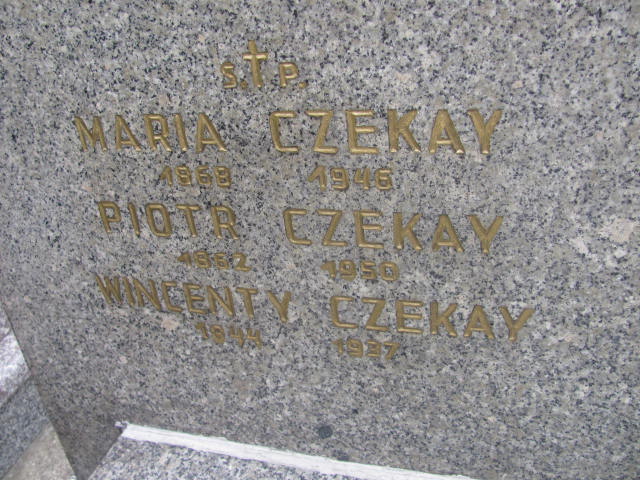 S.†P.
MARIA CZEKAY
1868 1946
PIOTR CZEKAY
1862 1950
WINCENTY CZEKAY
1844 1937